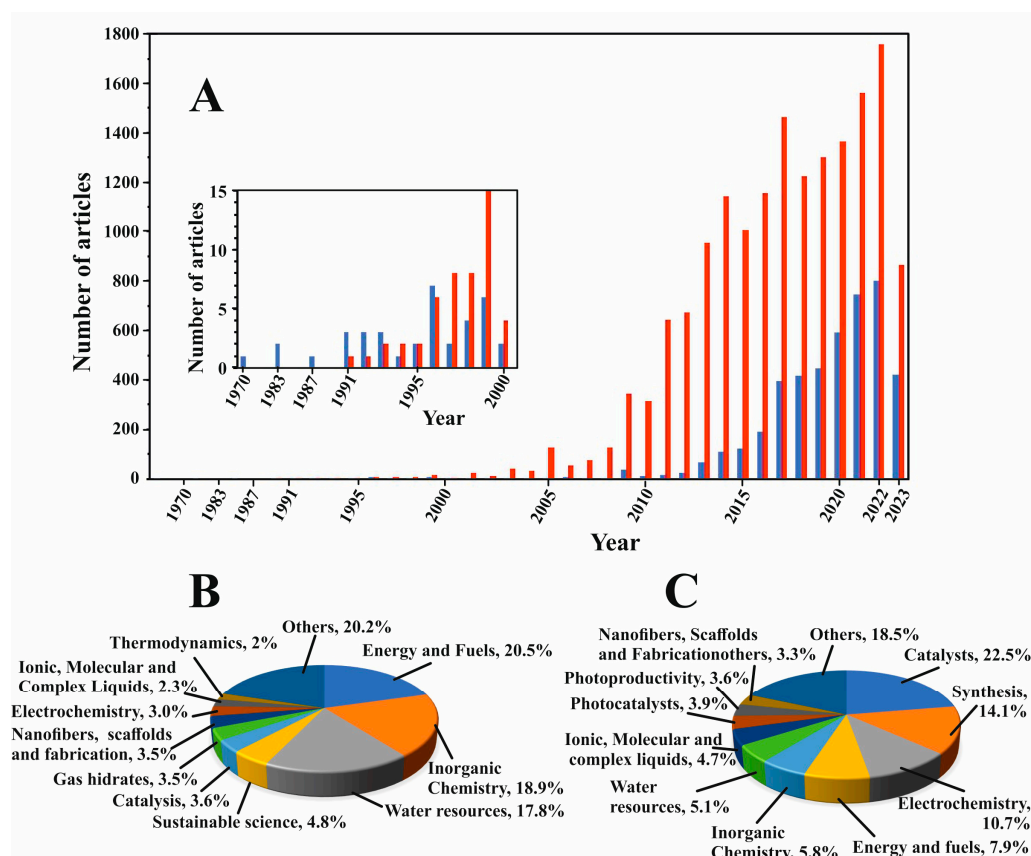 A
1800
1600
1400
1200
1000
800
600
400
200
0
Number of articles
1970
1983
1987
1991
1995
2000
2005
2010
2015
2020
2022
2023
Year
15
10
5
0
Number of articles
1970
1983
1987
1991
1995
2000
Year
B
Others, 20.2%
Energy and Fuels, 20.5%
Inorganic
Chemistry, 18.9%
Water resources, 17.8%
Sustainable science, 4.8%
Catalysis, 3.6%
Gas hidrates, 3.5%
Nanofibers, scaffolds
and fabrication, 3.5%
Electrochemistry, 3.0%
Ionic, Molecular and
Complex Liquids, 2.3%
Thermodynamics, 2%
C
Others, 18.5%
Catalysts, 22.5%
Synthesis,
14.1%
Electrochemistry,
10.7%
Energy and fuels, 7.9%
Inorganic
Chemistry, 5.8%
Water
resources, 5.1%
Ionic, Molecular and
complex liquids, 4.7%
Photocatalysts, 3.9%
Photoproductivity, 3.6%
Nanofibers, Scaffolds
and Fabricationothers, 3.3%